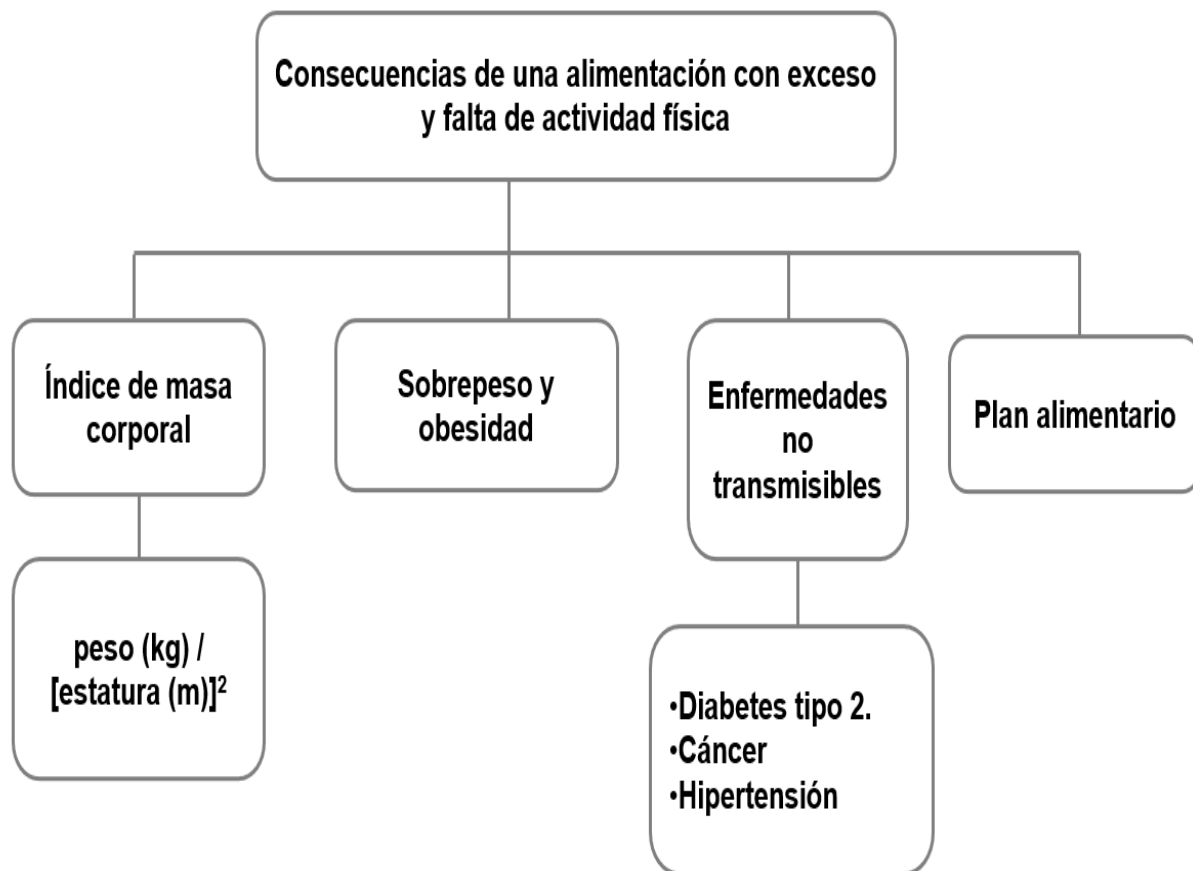 Consecuencias de una alimentación con exceso
y falta de actividad física
Índice de masa
corporal
Sobrepeso y
obesidad
Enfermedades
no
transmisibles
Plan alimentario
peso (kg) /
[estatura (m)]²
•Diabetes tipo 2.
•Cáncer
•Hipertensión